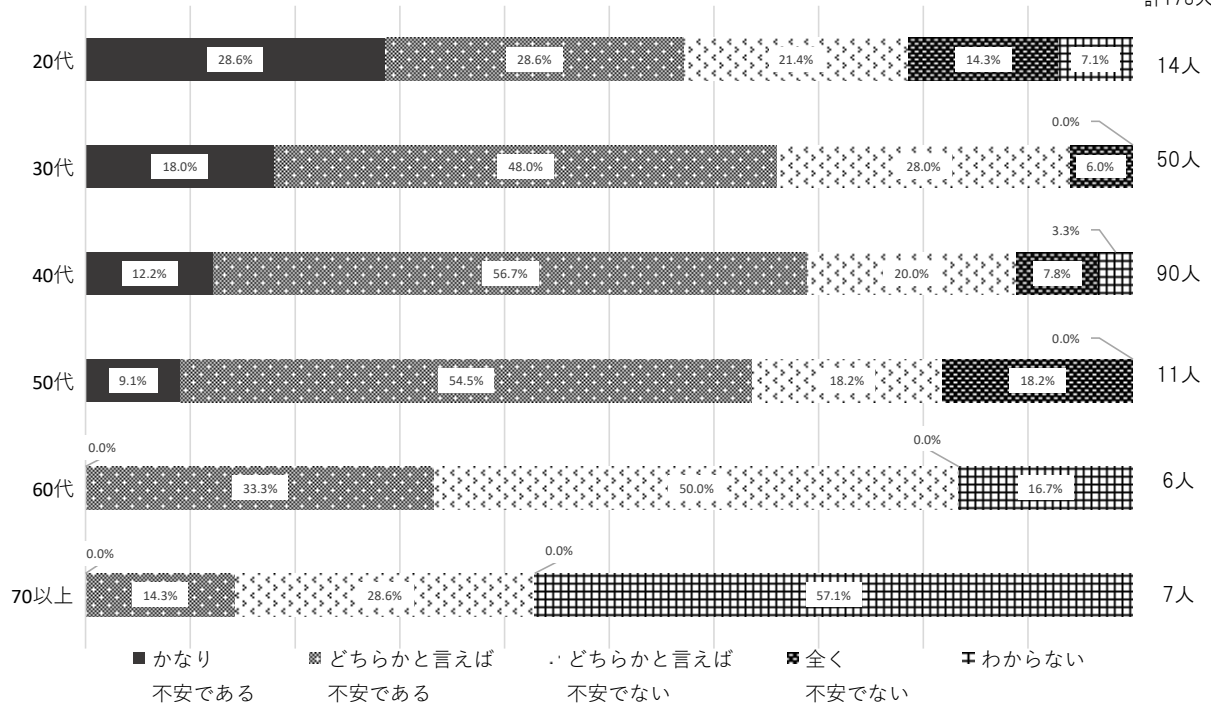 20代
28.6%
28.6%
21.4%
14.3%
7.1%
14人
0.0%
30代
18.0%
48.0%
28.0%
6.0%
50人
3.3%
40代
12.2%
56.7%
20.0%
7.8%
90人
0.0%
50代
9.1%
54.5%
18.2%
18.2%
11人
0.0%
0.0%
60代
33.3%
50.0%
16.7%
6人
0.0%
0.0%
70以上
14.3%
28.6%
57.1%
7人
かなり
不安である
どちらかと言えば
不安である
どちらかと言えば
不安でない
全く
不安でない
わからない